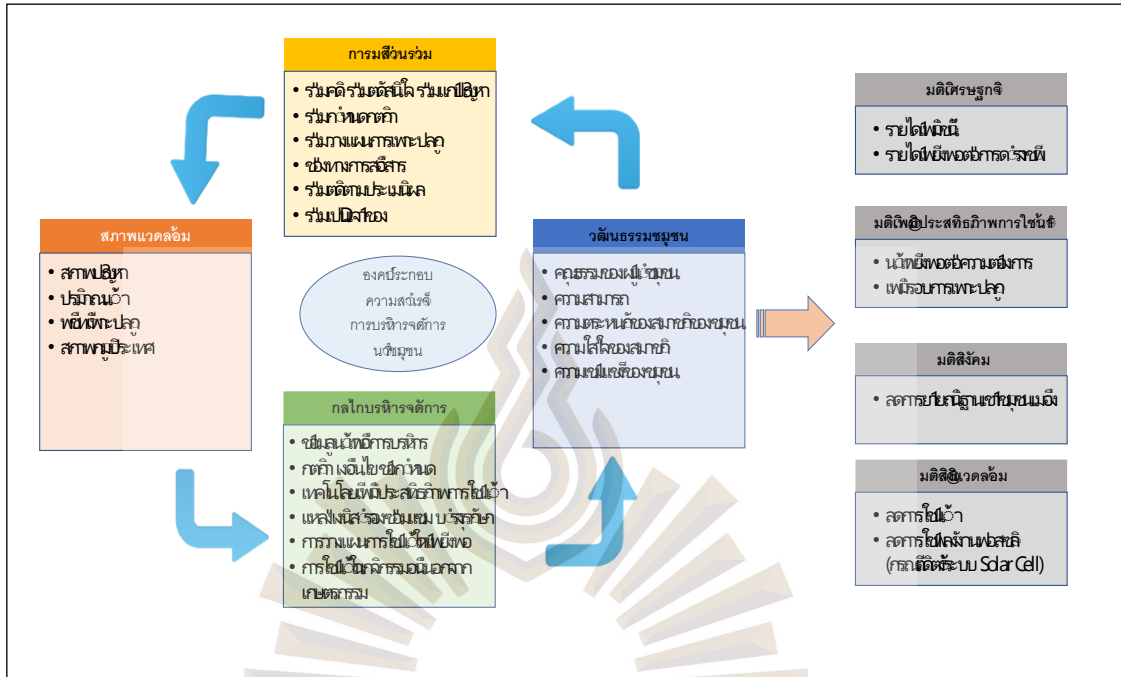 การมีส่วนร่วม
• ร่วมคิด ร่วมตัดสินใจ ร่วมแก้ปัญหา
• ร่วมกำหนดกติกา
• ร่วมวางแผนการเพาะปลูก
• ช่องทางการสื่อสาร
• ร่วมติดตามประเมินผล
• ร่วมเป็นเจ้าของ
สภาพแวดล้อม
• สภาพปัญหา
• ปริมาณน้ำ
• พืชที่เพาะปลูก
• สภาพภูมิประเทศ
องค์ประกอบ
ความสำเร็จ
การบริหารจัดการ
น้ำชุมชน
วัฒนธรรมชุมชน
• คุณธรรมของผู้นำชุมชน
• ความสามารถ
• ความตระหนักของสมาชิกของชุมชน
• ความใส่ใจของสมาชิก
• ความเข้มแข็งของชุมชน
กลไกบริหารจัดการ
• ข้อมูลน้ำเพื่อการบริหาร
• กติกา เงื่อนไข ข้อกำหนด
• เทคโนโลยีเพิ่มประสิทธิภาพการใช้น้ำ
• แหล่งเงินสำรองซ่อมแซม บำรุงรักษา
• การวางแผนการใช้น้ำให้เพียงพอ
• การใช้น้ำในกิจกรรมอื่นนอกจาก
เกษตรกรรม
มิติเศรษฐกิจ
• รายได้เพิ่มขึ้น
• รายได้เพียงพอต่อการดำรงชีพ
มิติเพิ่มประสิทธิภาพการใช้น้ำ
• น้ำเพียงพอต่อความต้องการ
• เพิ่มรอบการเพาะปลูก
มิติสังคม
• ลดการย้ายถิ่นฐานเข้าชุมชนเมือง
มิติสิ่งแวดล้อม
• ลดการใช้น้ำ
• ลดการใช้พลังงานฟอสซิล
(กรณีติดตั้งระบบ Solar Cell)